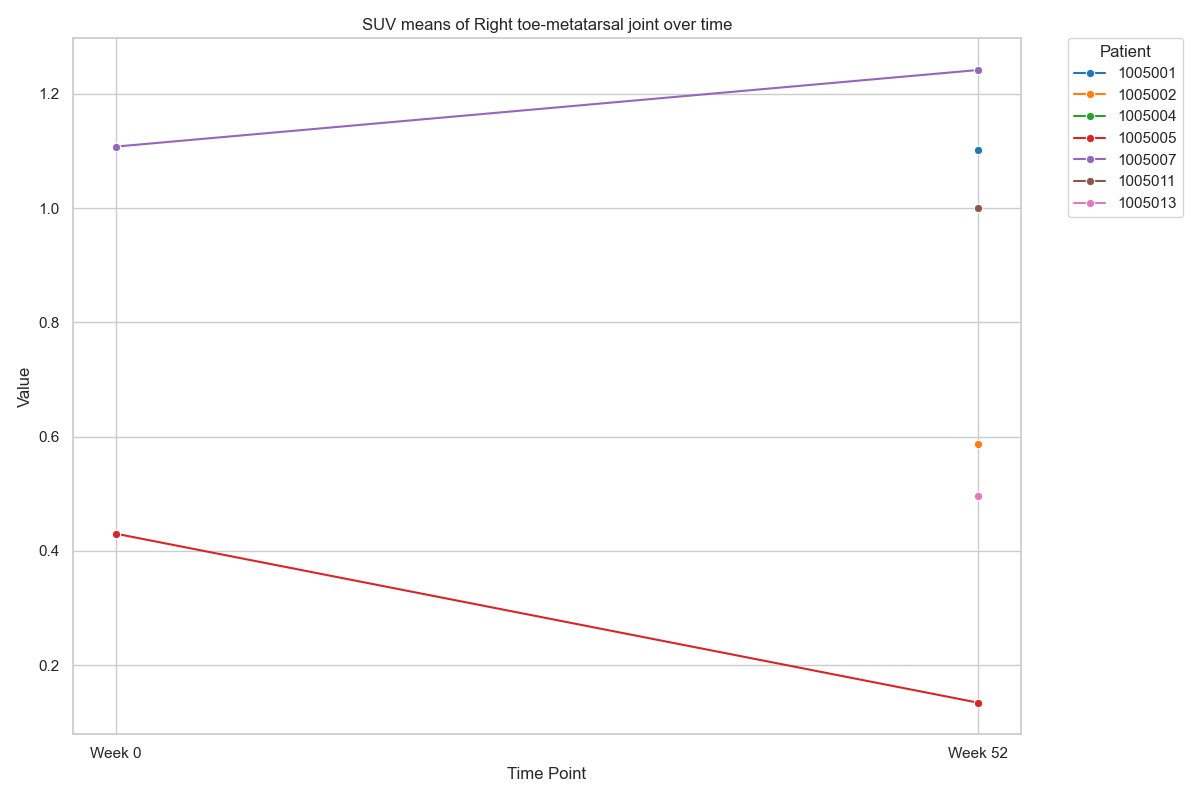 SUV means of Right toe-metatarsal joint over time
Patient
1005001
1005002
1005004
1005005
1005007
1005011
1005013
Value
1.2
1.0
0.8
0.6
0.4
0.2
Week 0
Week 52
Time Point